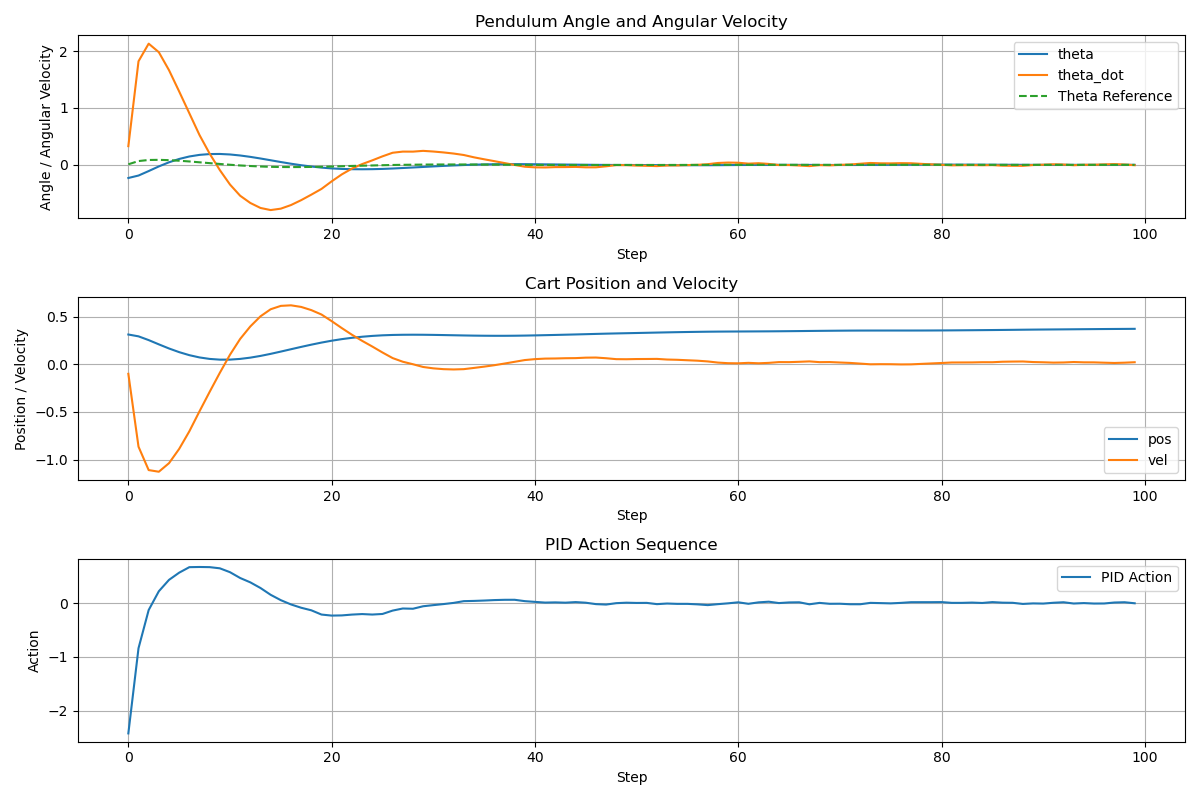 Pendulum Angle and Angular Velocity
Angle / Angular Velocity
2
1
0
theta
theta_dot
Theta Reference
0 20 40 60 80 100
Step
Cart Position and Velocity
Position / Velocity
0.5
0.0
−0.5
−1.0
pos
vel
0 20 40 60 80 100
Step
PID Action Sequence
Action
0
−1
−2
PID Action
0 20 40 60 80 100
Step